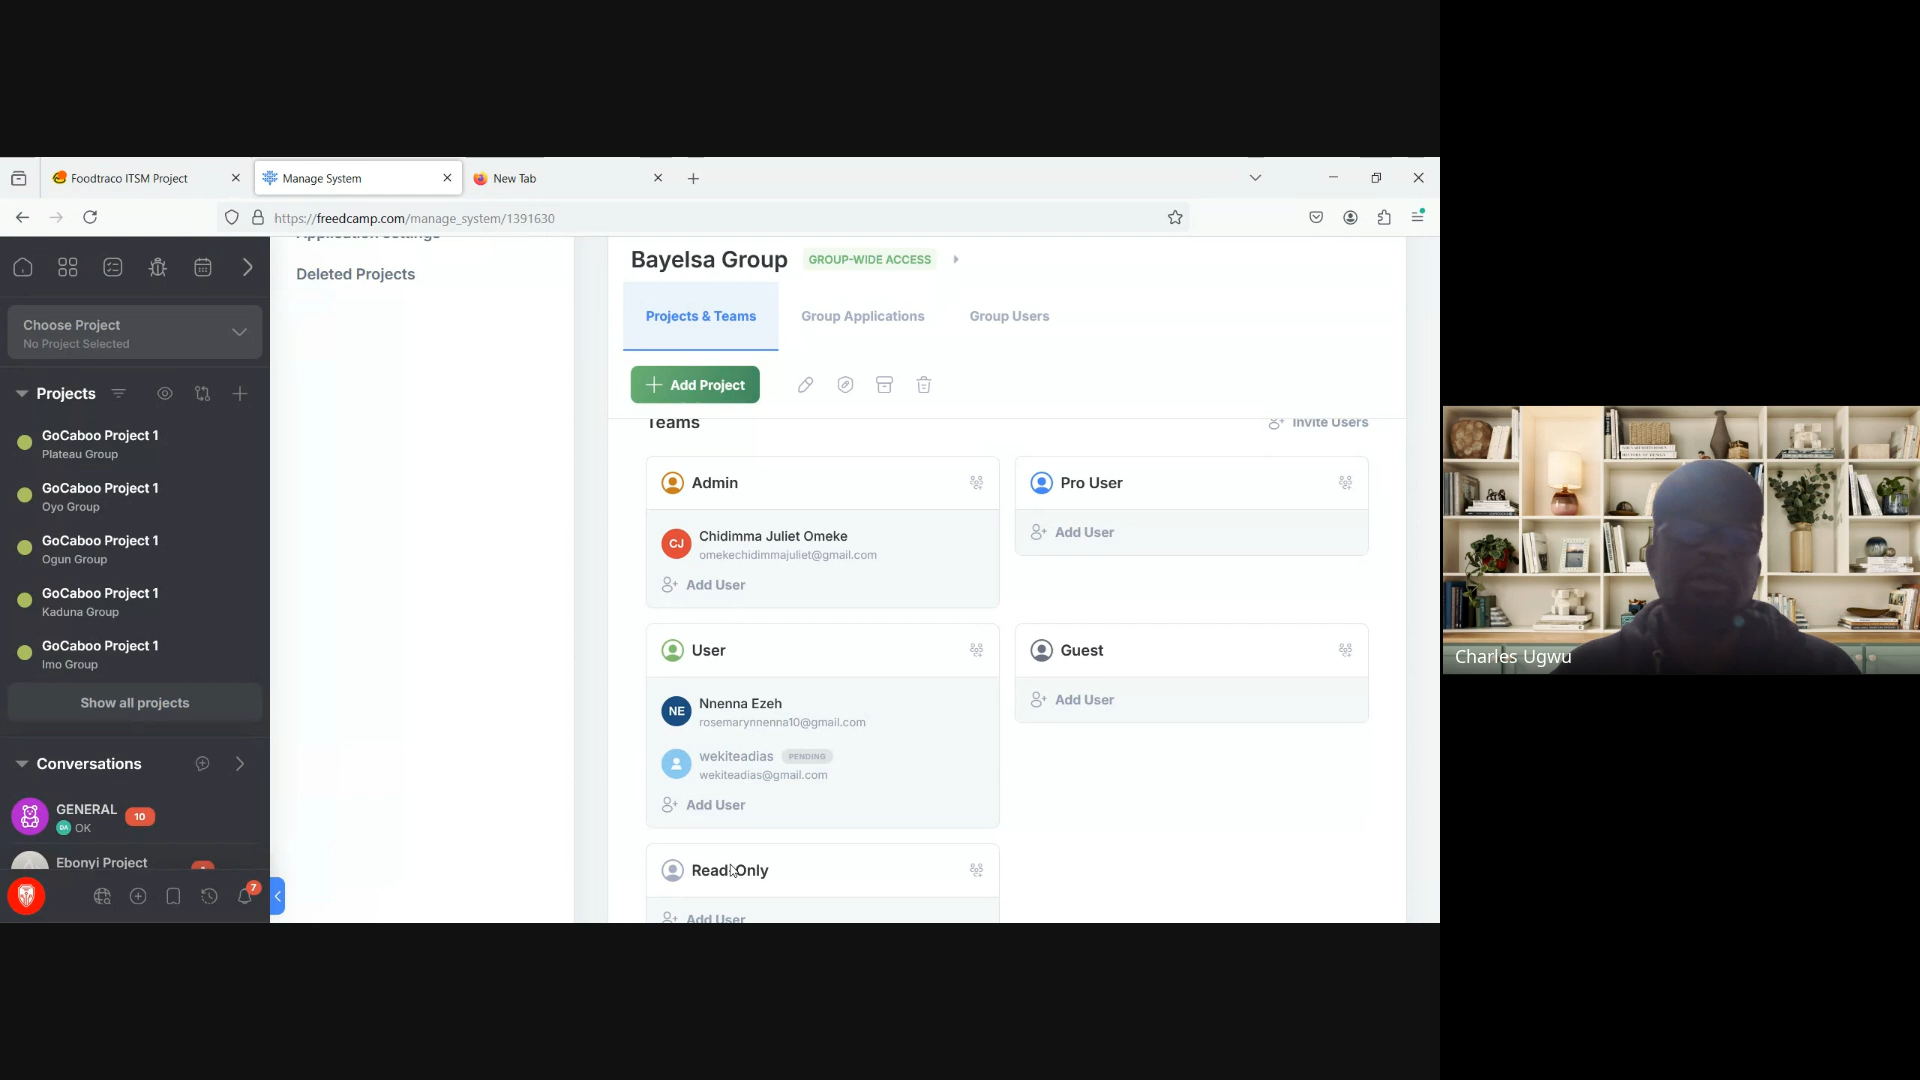 Foodtraco ITSM Project
Manage System
New Tab
https://freedcamp.com/manage_system/1391630
Application Settings
Deleted Projects
Choose Project
No Project Selected
Projects
GoCaboo Project 1
Plateau Group
GoCaboo Project 1
Oyo Group
GoCaboo Project 1
Ogun Group
GoCaboo Project 1
Kaduna Group
GoCaboo Project 1
Imo Group
Show all projects
Conversations
GENERAL
10
DA OK
Ebonyi Project
7
Bayelsa Group GROUP-WIDE ACCESS
Projects & Teams Group Applications Group Users
Add Project
Teams
Invite Users
Admin
CJ
Chidimma Juliet Omeke
omekechidimmajuliet@gmail.com
Add User
Pro User
Add User
User
NE
Nnenna Ezeh
rosemarynnenna10@gmail.com
wekiteadias PENDING
wekiteadias@gmail.com
Add User
Guest
Add User
Read Only
Add User
Charles Ugwu